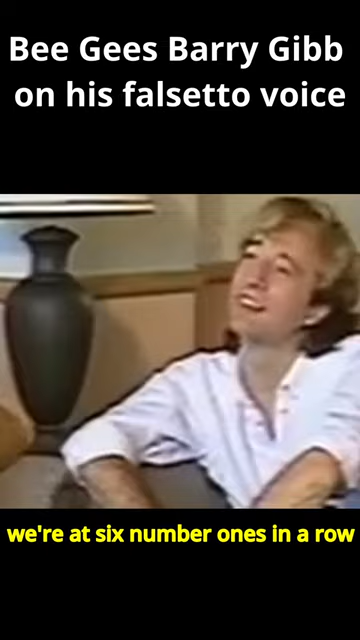 Bee Gees Barry Gibb
on his falsetto voice
we're at six number ones in a row